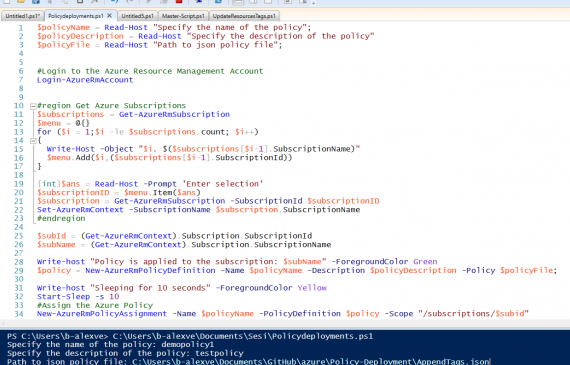 Untitled1.ps1* Policydeployments.ps1 X Untitled5.ps1 Master-Script.ps1 UpdateResourcesTags.ps1
1 $policyName = Read-Host "Specify the name of the policy";
2 $policyDescription = Read-Host "Specify the description of the policy"
3 $policyFile = Read-Host "Path to json policy file";
4
5
6 #Login to the Azure Resource Management Account
7 Login-AzureRmAccount
8
9
10 #region Get Azure Subscriptions
11 $subscriptions = Get-AzureRmSubscription
12 $menu = @{}
13 for ($i = 1;$i -le $subscriptions.count; $i++)
14 {
15 Write-Host -Object "$i. $($subscriptions[$i-1].SubscriptionName)"
16 $menu.Add($i,($subscriptions[$i-1].SubscriptionId))
17 }
18
19 [int]$ans = Read-Host -Prompt 'Enter selection'
20 $subscriptionID = $menu.Item($ans)
21 $subscription = Get-AzureRmSubscription -SubscriptionId $subscriptionID
22 Set-AzureRmContext -SubscriptionName $subscription.SubscriptionName
23 #endregion
24
25 $subId = (Get-AzureRmContext).Subscription.SubscriptionId
26 $subName = (Get-AzureRmContext).Subscription.SubscriptionName
27
28 Write-host "Policy is applied to the subscription: $subName" -ForegroundColor Green
29 $policy = New-AzureRmPolicyDefinition -Name $policyName -Description $policyDescription -Policy $policyFile;
30
31 Write-host "Sleeping for 10 seconds" -ForegroundColor Yellow
32 Start-Sleep -s 10
33 #Assign the Azure Policy
34 New-AzureRmPolicyAssignment -Name $policyName -PolicyDefinition $policy -Scope "/subscriptions/$subid"
PS C:\Users\b-alexve> C:\Users\b-alexve\Documents\Sesi\Policydeployments.ps1
Specify the name of the policy: demopolicy1
Specify the description of the policy: testpolicy
Path to json policy file: C:\Users\b-alexve\Documents\GitHub\azure\Policy-Deployment\AppendTags.json